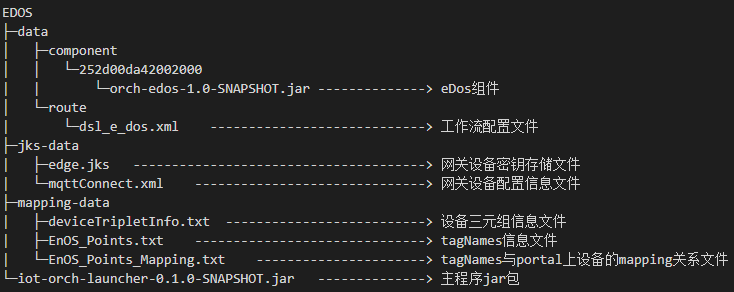 EDOS
├─data
│  ├─component
│  │  └─252d00da42002000
│  │      └─orch-edos-1.0-SNAPSHOT.jar --------------> eDos组件
│  └─route
│      └─dsl_e_dos.xml   ----------------------------> 工作流配置文件
├─jks-data
│  ├─edge.jks   -------------------------------------> 网关设备密钥存储文件
│  └─mqttConnect.xml    -----------------------------> 网关设备配置信息文件
├─mapping-data
│  ├─deviceTripletInfo.txt  -------------------------> 设备三元组信息文件
│  ├─EnOS_Points.txt    -----------------------------> tagNames信息文件
│  └─EnOS_Points_Mapping.txt    ---------------------> tagNames与portal上设备的mapping关系文件
└─iot-orch-launcher-0.1.0-SNAPSHOT.jar   --------------> 主程序jar包